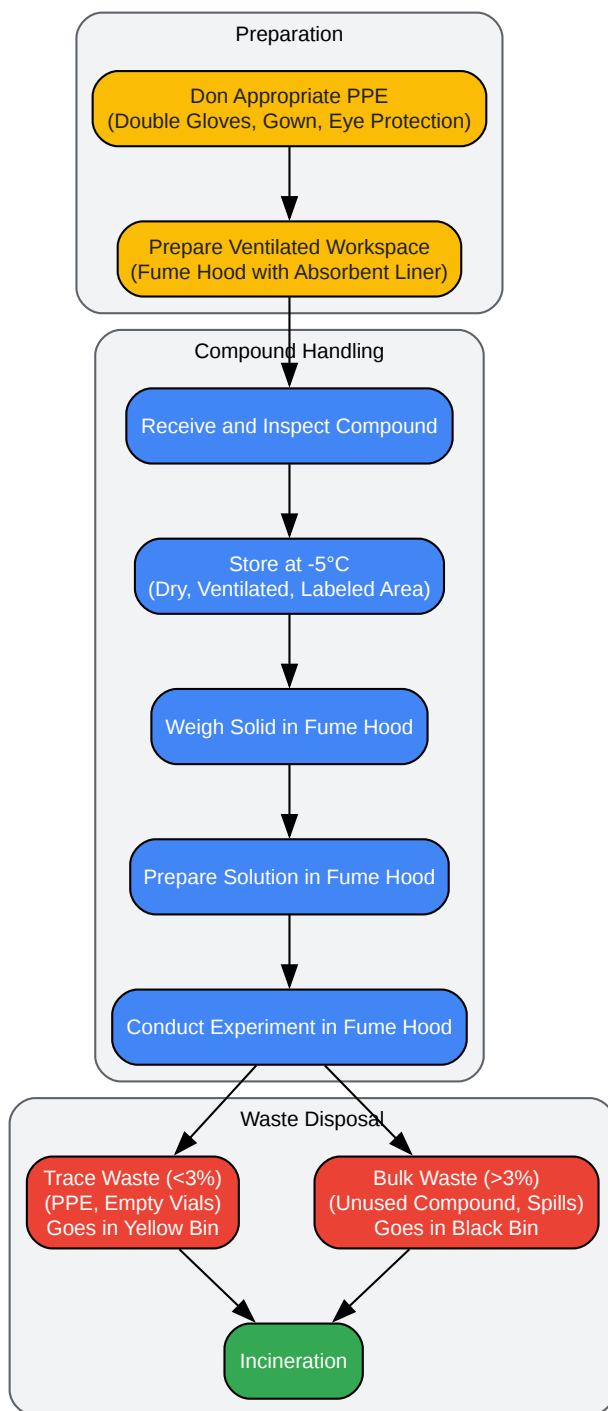 Preparation
Don Appropriate PPE
(Double Gloves, Gown, Eye Protection)
Prepare Ventilated Workspace
(Fume Hood with Absorbent Liner)
Compound Handling
Receive and Inspect Compound
Store at -5°C
(Dry, Ventilated, Labeled Area)
Weigh Solid in Fume Hood
Prepare Solution in Fume Hood
Conduct Experiment in Fume Hood
Waste Disposal
Trace Waste (<3%)
(PPE, Empty Vials)
Goes in Yellow Bin
Bulk Waste (>3%)
(Unused Compound, Spills)
Goes in Black Bin
Incineration